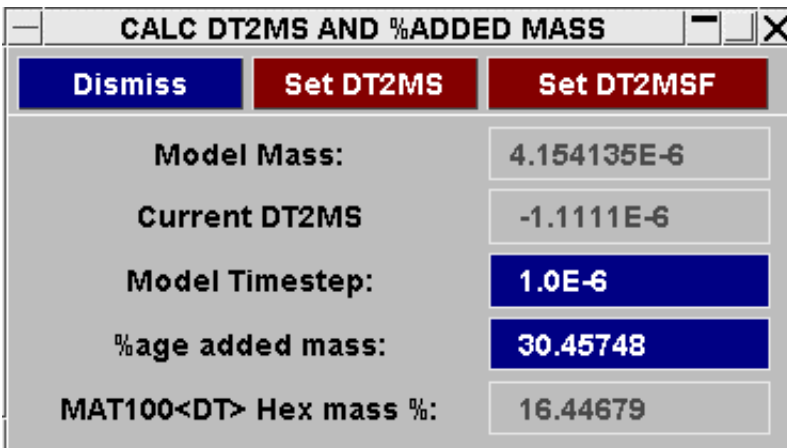 CALC DT2MS AND %ADDED MASS
Dismiss Set DT2MS Set DT2MSF
Model Mass: 4.154135E-6
Current DT2MS -1.1111E-6
Model Timestep: 1.0E-6
%age added mass: 30.45748
MAT100<DT> Hex mass %: 16.44679